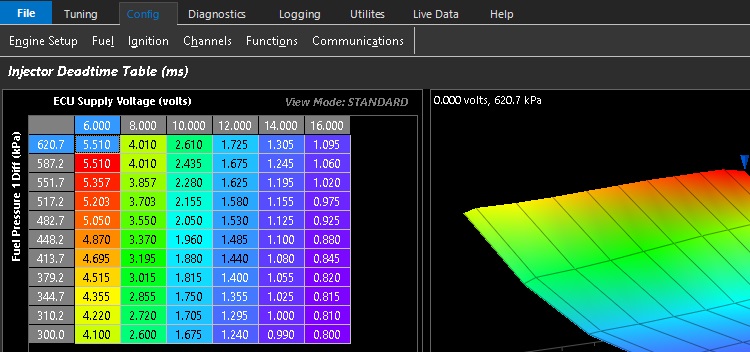 File Tuning Config Diagnostics Logging Utilites Live Data Help
Engine Setup Fuel Ignition Channels Functions Communications
Injector Deadtime Table (ms)
ECU Supply Voltage (volts) View Mode: STANDARD
0.000 volts, 620.7 kPa
Fuel Pressure 1 Diff (kPa)
6.000 8.000 10.000 12.000 14.000 16.000
620.7 5.510 4.010 2.610 1.725 1.305 1.095
587.2 5.510 4.010 2.435 1.675 1.245 1.060
551.7 5.357 3.857 2.280 1.625 1.195 1.020
517.2 5.203 3.703 2.155 1.580 1.155 0.975
482.7 5.050 3.550 2.050 1.530 1.125 0.925
448.2 4.870 3.370 1.960 1.485 1.100 0.880
413.7 4.695 3.195 1.880 1.440 1.080 0.845
379.2 4.515 3.015 1.815 1.400 1.055 0.820
344.7 4.355 2.855 1.750 1.355 1.025 0.815
310.2 4.220 2.720 1.705 1.295 1.000 0.810
300.0 4.100 2.600 1.675 1.240 0.990 0.800